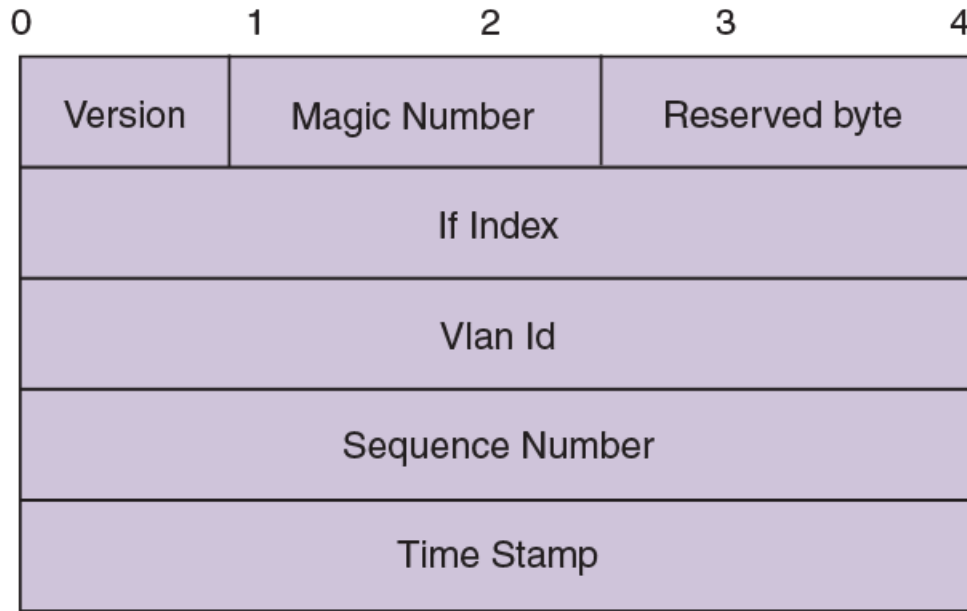 0 1 2 3 4
Version Magic Number Reserved byte
If Index
Vlan Id
Sequence Number
Time Stamp